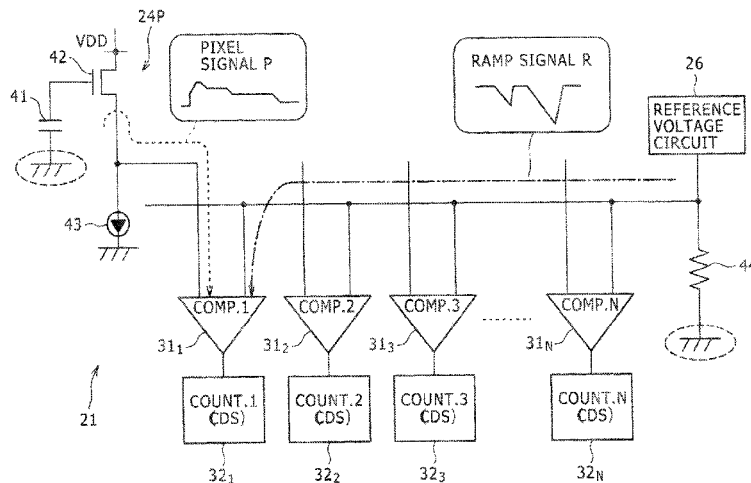 24P
VDD
42
41
43
PIXEL
SIGNAL P
RAMP SIGNAL R
26
REFERENCE
VOLTAGE
CIRCUIT
44
COMP.1
COMP.2
COMP.3
COMP.N
31₁
31₂
31₃
31N
COUNT.1
(CDS)
COUNT.2
(CDS)
COUNT.3
(CDS)
COUNT.N
(CDS)
21
32₁
32₂
32₃
32N